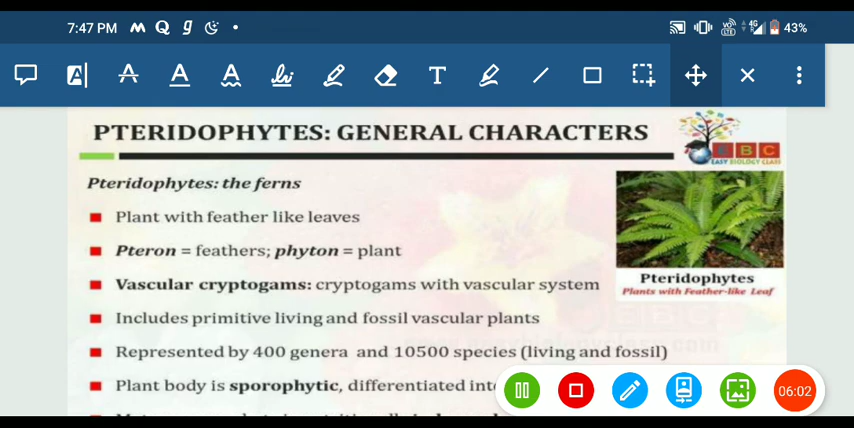 7:47 PM
43%
PTERIDOPHYTES: GENERAL CHARACTERS
EBC
EASY BIOLOGY CLASS
Pteridophytes: the ferns
Plant with feather like leaves
Pteron = feathers; phyton = plant
Vascular cryptogams: cryptogams with vascular system
Includes primitive living and fossil vascular plants
Represented by 400 genera and 10500 species (living and fossil)
Plant body is sporophytic, differentiated
Pteridophytes
Plants with Feather-like Leaf
06:02